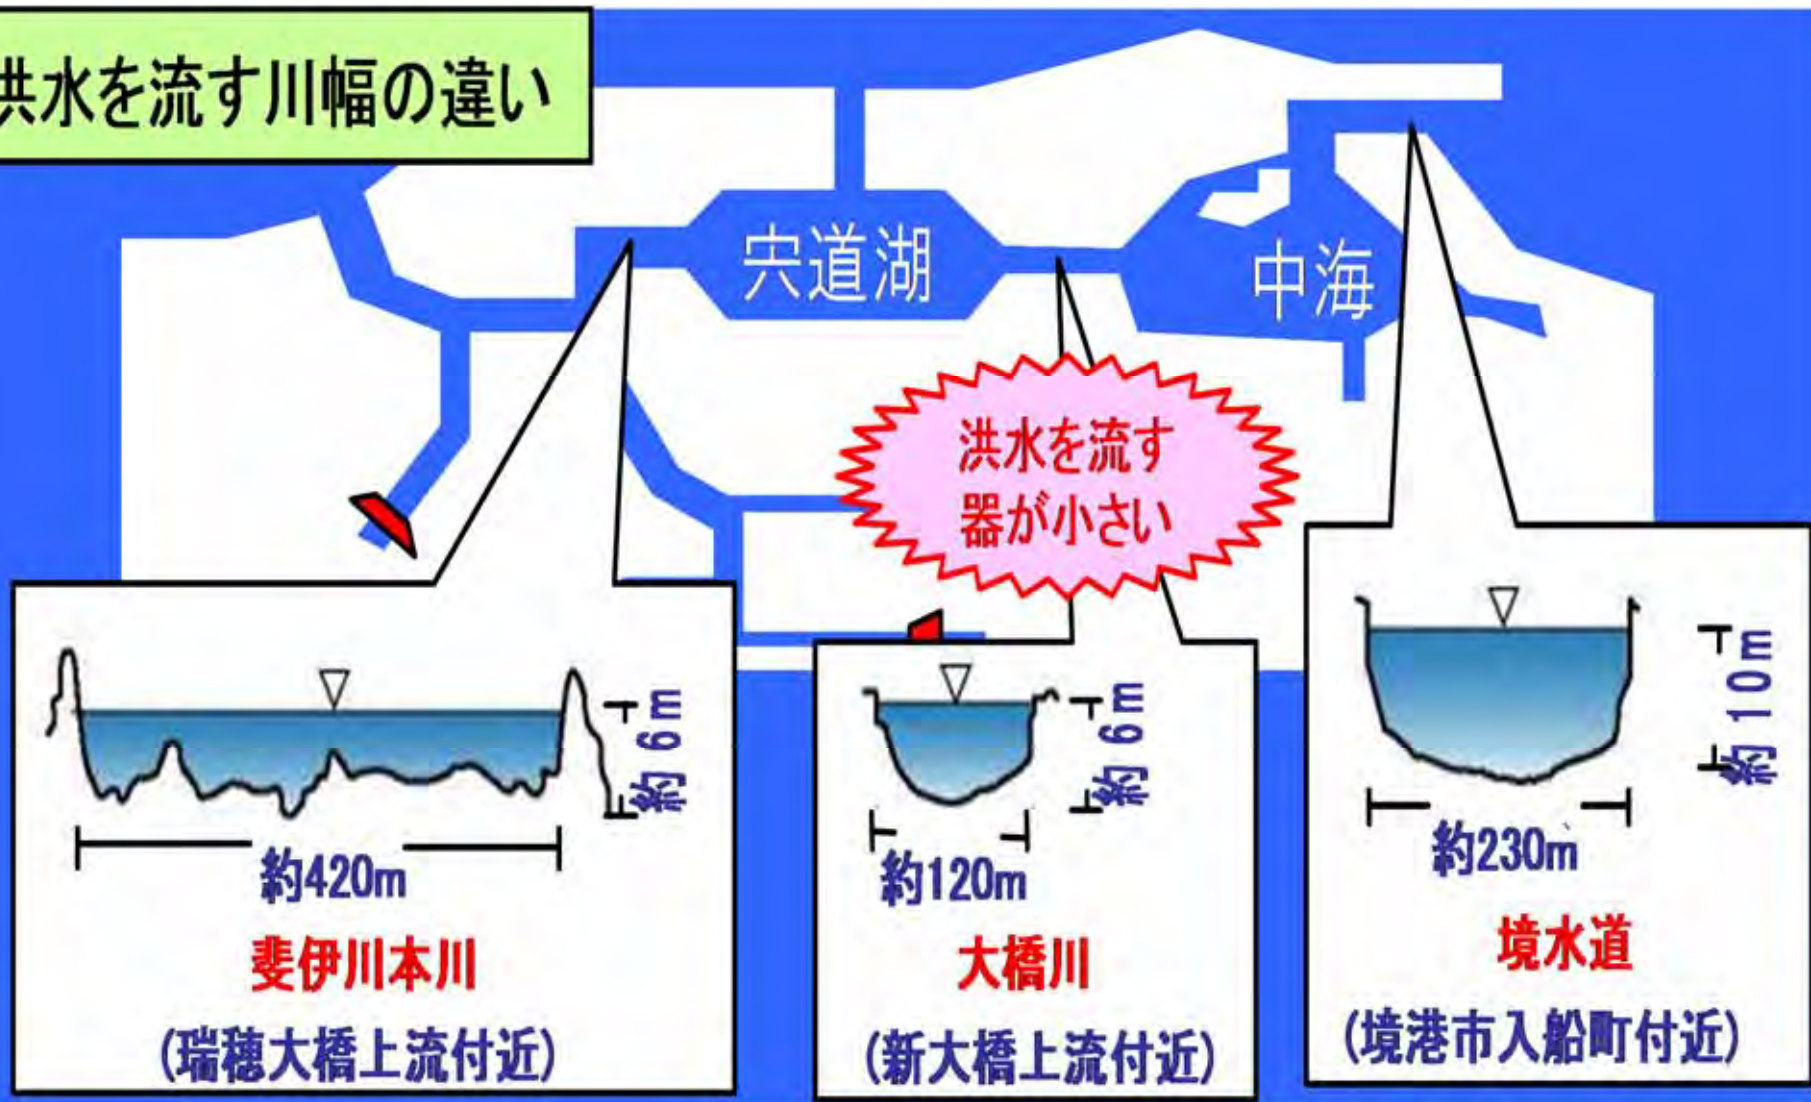 洪水を流す川幅の違い
宍道湖
中海
洪水を流す
器が小さい
約6m
約420m
斐伊川本川
(瑞穂大橋上流付近)
約6m
約120m
大橋川
(新大橋上流付近)
約10m
約230m
境水道
(境港市入船町付近)